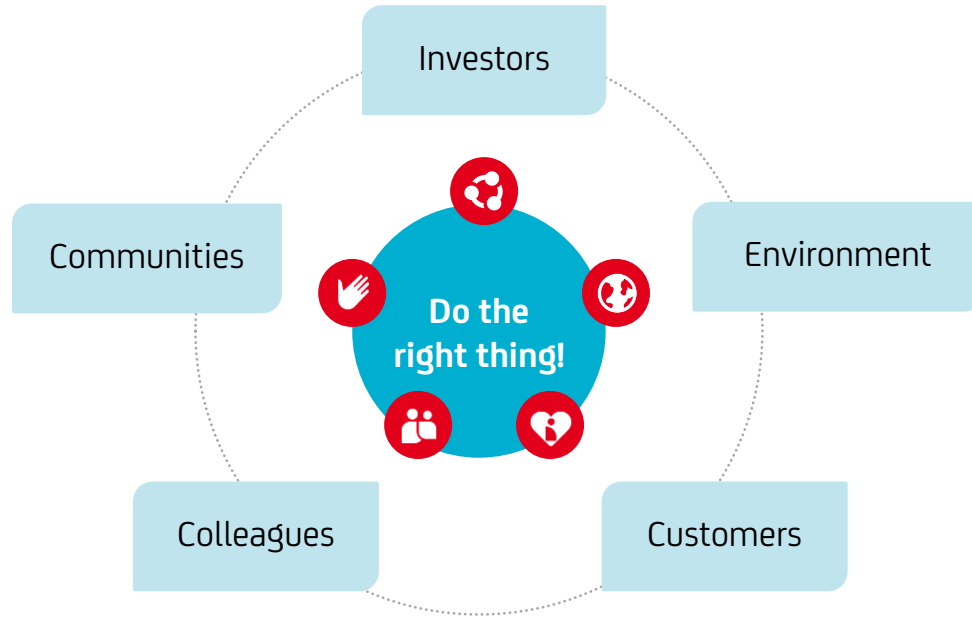 Investors
Communities
Environment
Do the
right thing!
Colleagues
Customers